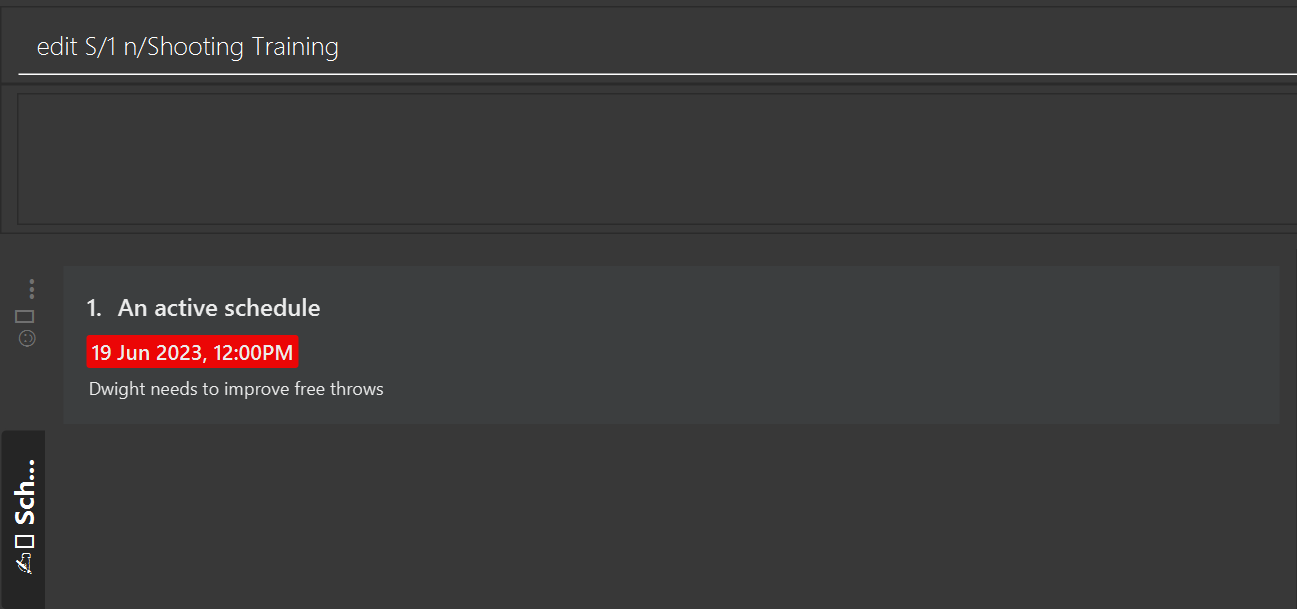 edit S/1 n/Shooting Training
1. An active schedule
19 Jun 2023, 12:00PM
Dwight needs to improve free throws
Sch...